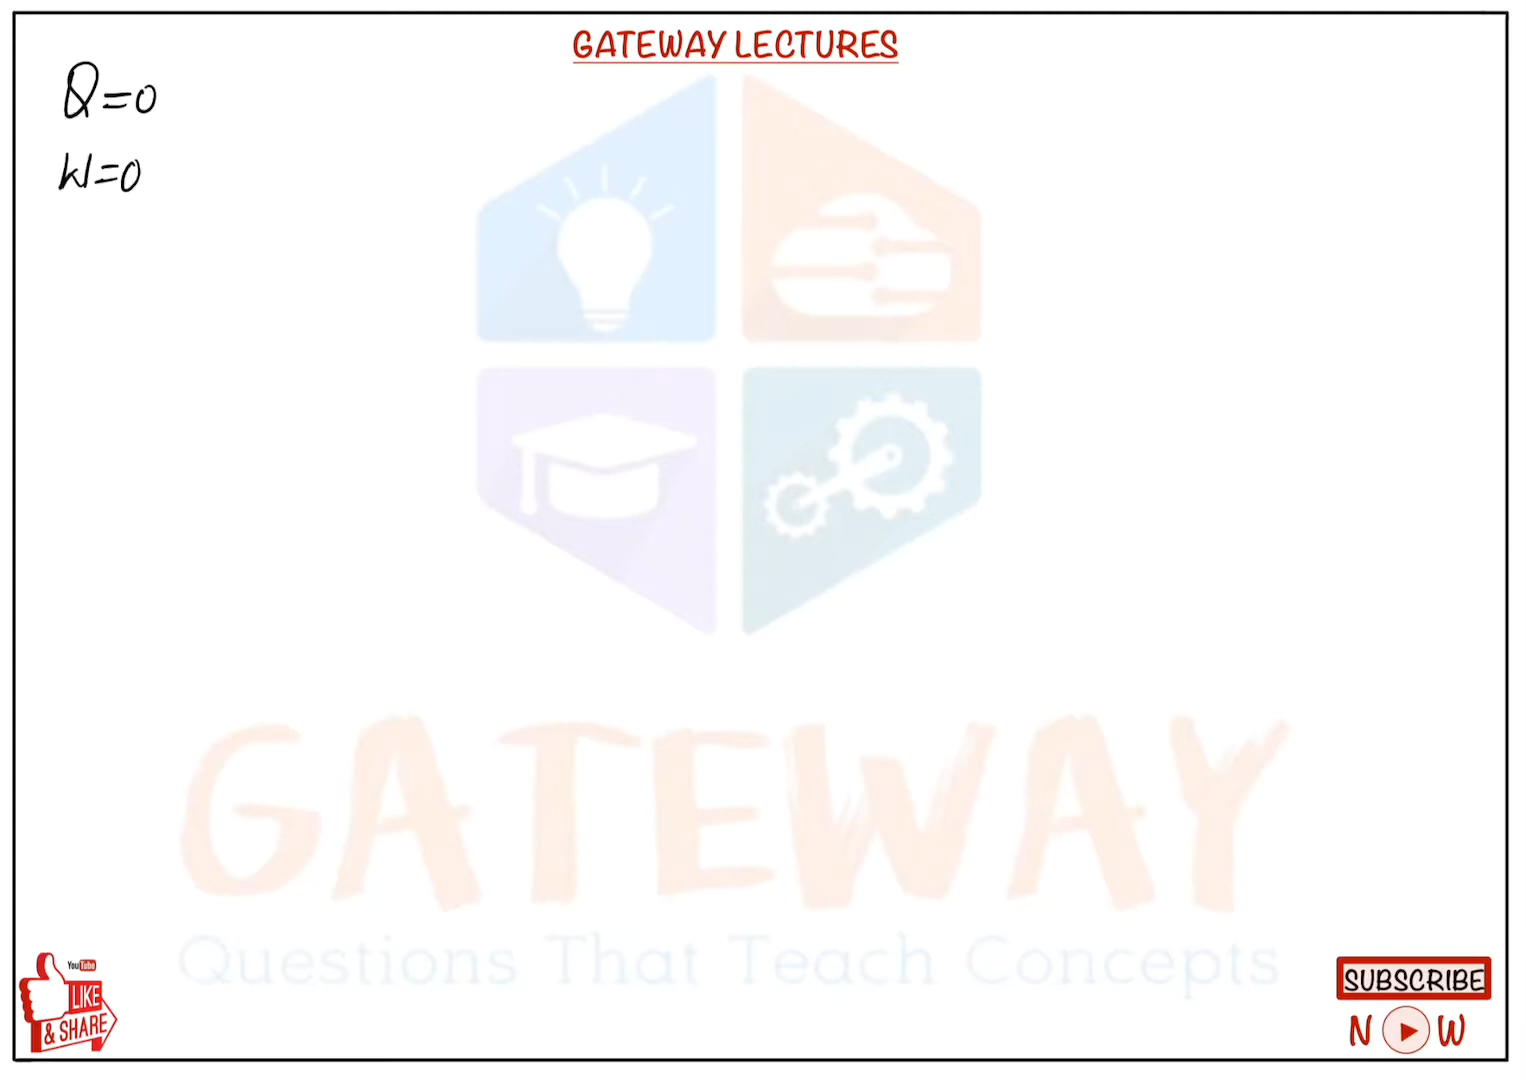 GATEWAY LECTURES
Q=0
W=0
GATEWAY
Questions That Teach Concepts
YouTube
LIKE
& SHARE
SUBSCRIBE
N W